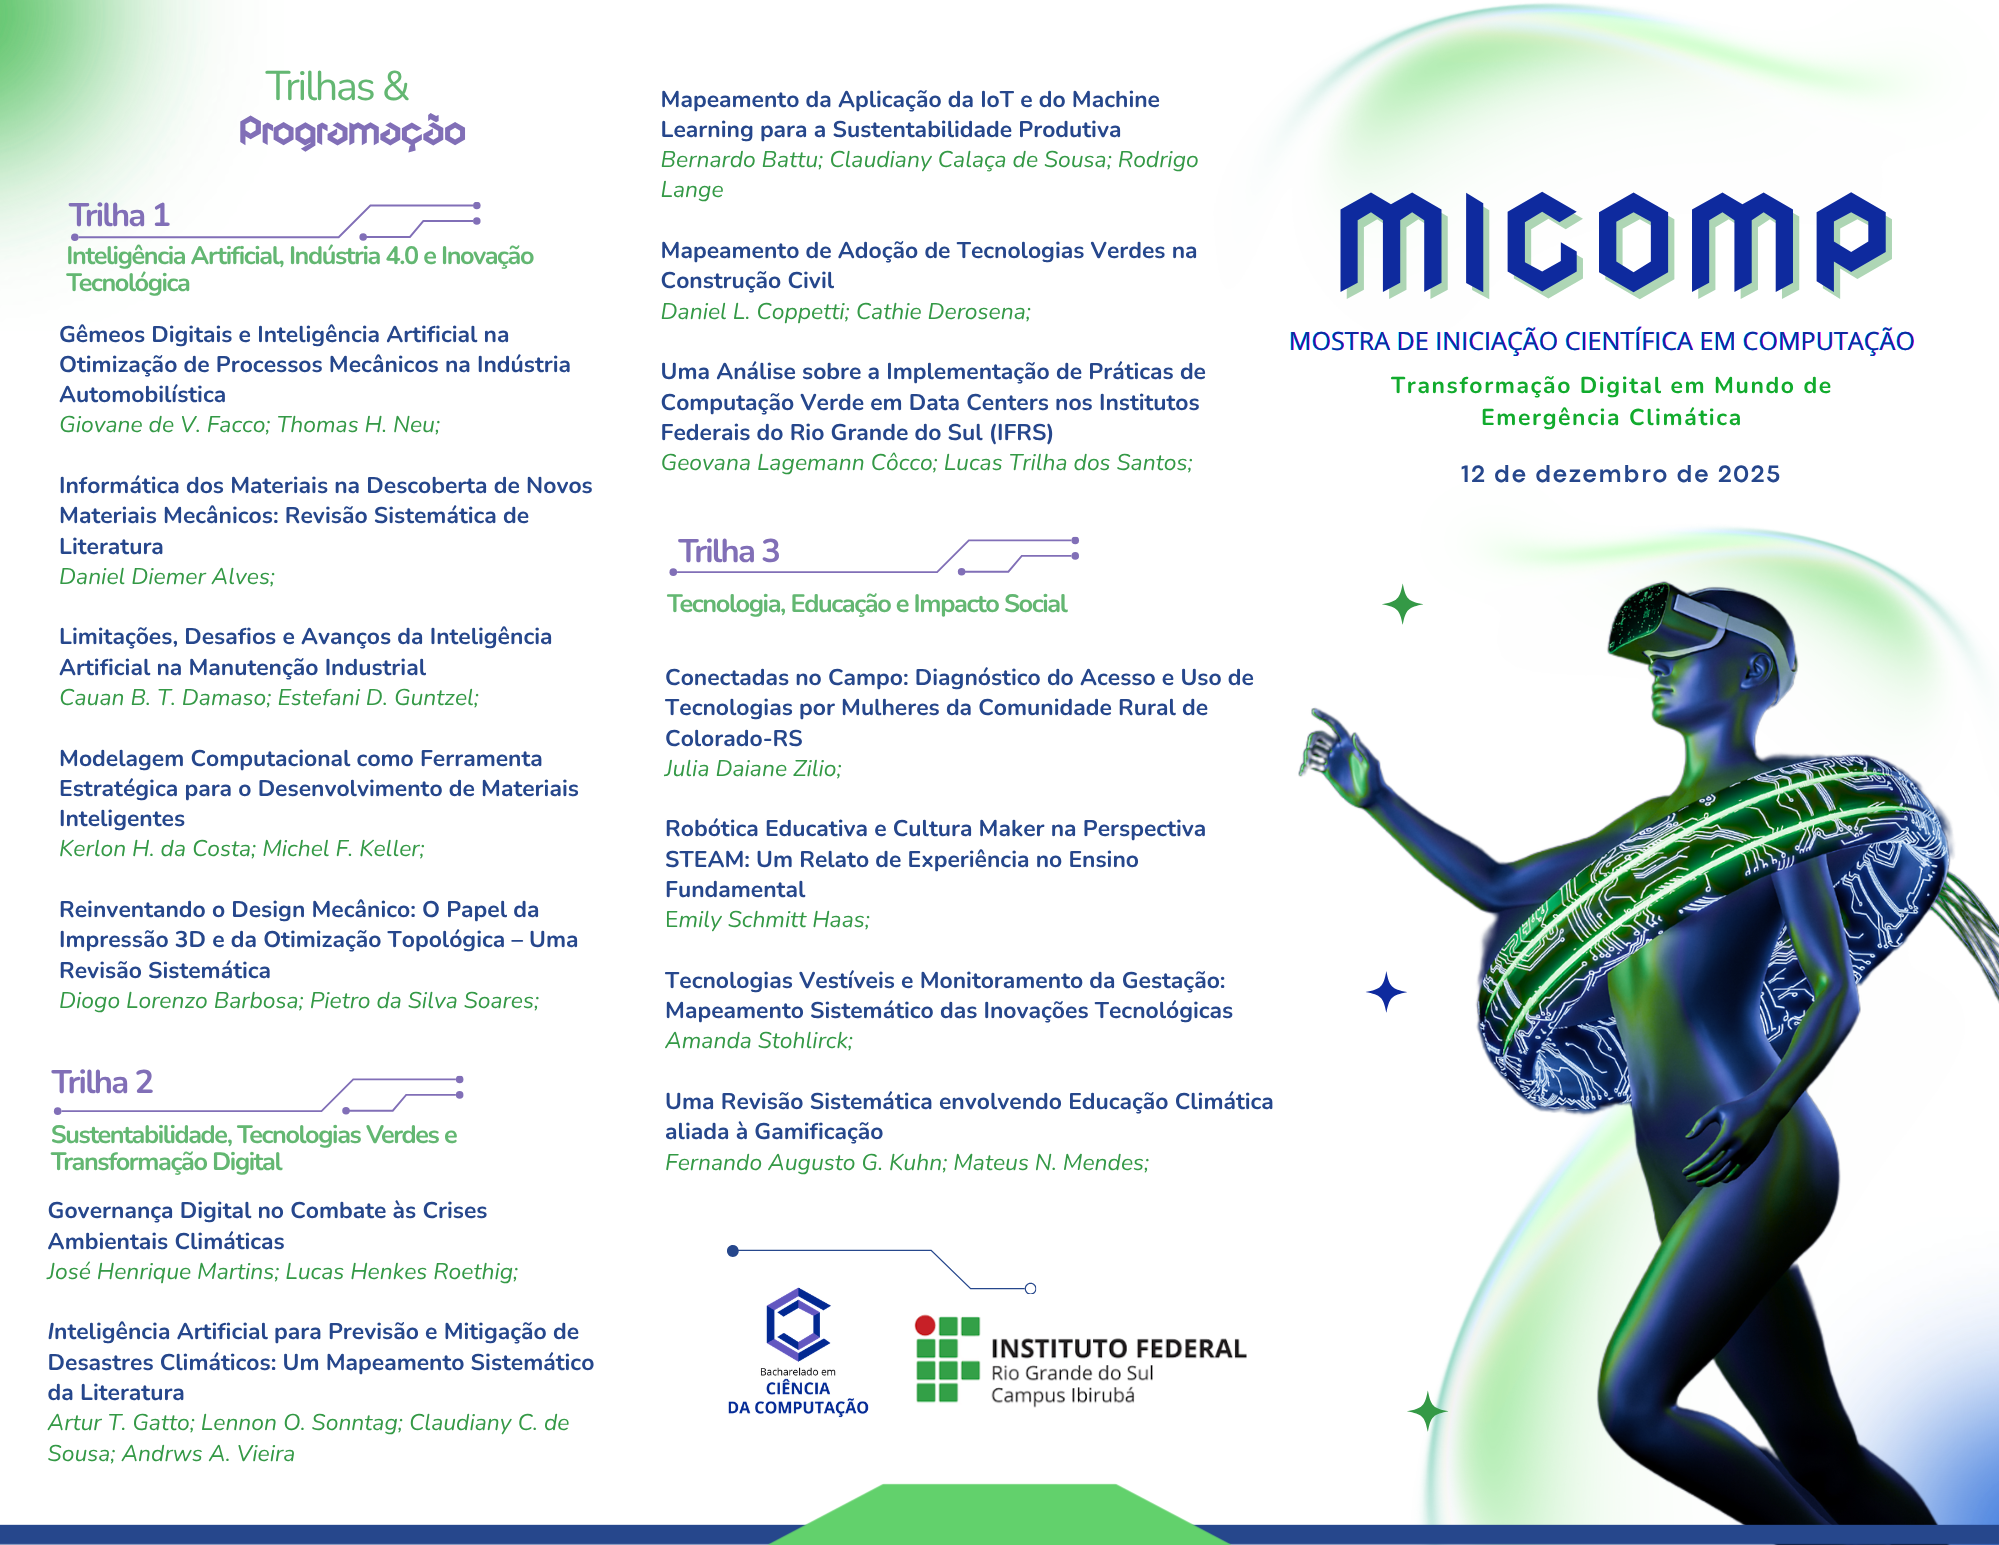 Trilhas &
Programação
Trilha 1
Inteligência Artificial, Indústria 4.0 e Inovação
Tecnológica
Gêmeos Digitais e Inteligência Artificial na
Otimização de Processos Mecânicos na Indústria
Automobilística
Giovane de V. Facco; Thomas H. Neu;
Informática dos Materiais na Descoberta de Novos
Materiais Mecânicos: Revisão Sistemática de
Literatura
Daniel Diemer Alves;
Limitações, Desafios e Avanços da Inteligência
Artificial na Manutenção Industrial
Cauan B. T. Damaso; Estefani D. Guntzel;
Modelagem Computacional como Ferramenta
Estratégica para o Desenvolvimento de Materiais
Inteligentes
Kerlon H. da Costa; Michel F. Keller;
Reinventando o Design Mecânico: O Papel da
Impressão 3D e da Otimização Topológica – Uma
Revisão Sistemática
Diogo Lorenzo Barbosa; Pietro da Silva Soares;
Trilha 2
Sustentabilidade, Tecnologias Verdes e
Transformação Digital
Governança Digital no Combate às Crises
Ambientais Climáticas
José Henrique Martins; Lucas Henkes Roethig;
Inteligência Artificial para Previsão e Mitigação de
Desastres Climáticos: Um Mapeamento Sistemático
da Literatura
Artur T. Gatto; Lennon O. Sonntag; Claudiany C. de
Sousa; Andrws A. Vieira
Mapeamento da Aplicação da IoT e do Machine
Learning para a Sustentabilidade Produtiva
Bernardo Battu; Claudiany Calaça de Sousa; Rodrigo
Lange
Mapeamento de Adoção de Tecnologias Verdes na
Construção Civil
Daniel L. Coppetti; Cathie Derosena;
Uma Análise sobre a Implementação de Práticas de
Computação Verde em Data Centers nos Institutos
Federais do Rio Grande do Sul (IFRS)
Geovana Lagemann Côcco; Lucas Trilha dos Santos;
Trilha 3
Tecnologia, Educação e Impacto Social
Conectadas no Campo: Diagnóstico do Acesso e Uso de
Tecnologias por Mulheres da Comunidade Rural de
Colorado-RS
Julia Daiane Zilio;
Robótica Educativa e Cultura Maker na Perspectiva
STEAM: Um Relato de Experiência no Ensino
Fundamental
Emily Schmitt Haas;
Tecnologias Vestíveis e Monitoramento da Gestação:
Mapeamento Sistemático das Inovações Tecnológicas
Amanda Stohlirck;
Uma Revisão Sistemática envolvendo Educação Climática
aliada à Gamificação
Fernando Augusto G. Kuhn; Mateus N. Mendes;
Bacharelado em
CIÊNCIA
DA COMPUTAÇÃO
INSTITUTO FEDERAL
Rio Grande do Sul
Campus Ibirubá
MICOMP
MOSTRA DE INICIAÇÃO CIENTÍFICA EM COMPUTAÇÃO
Transformação Digital em Mundo de
Emergência Climática
12 de dezembro de 2025